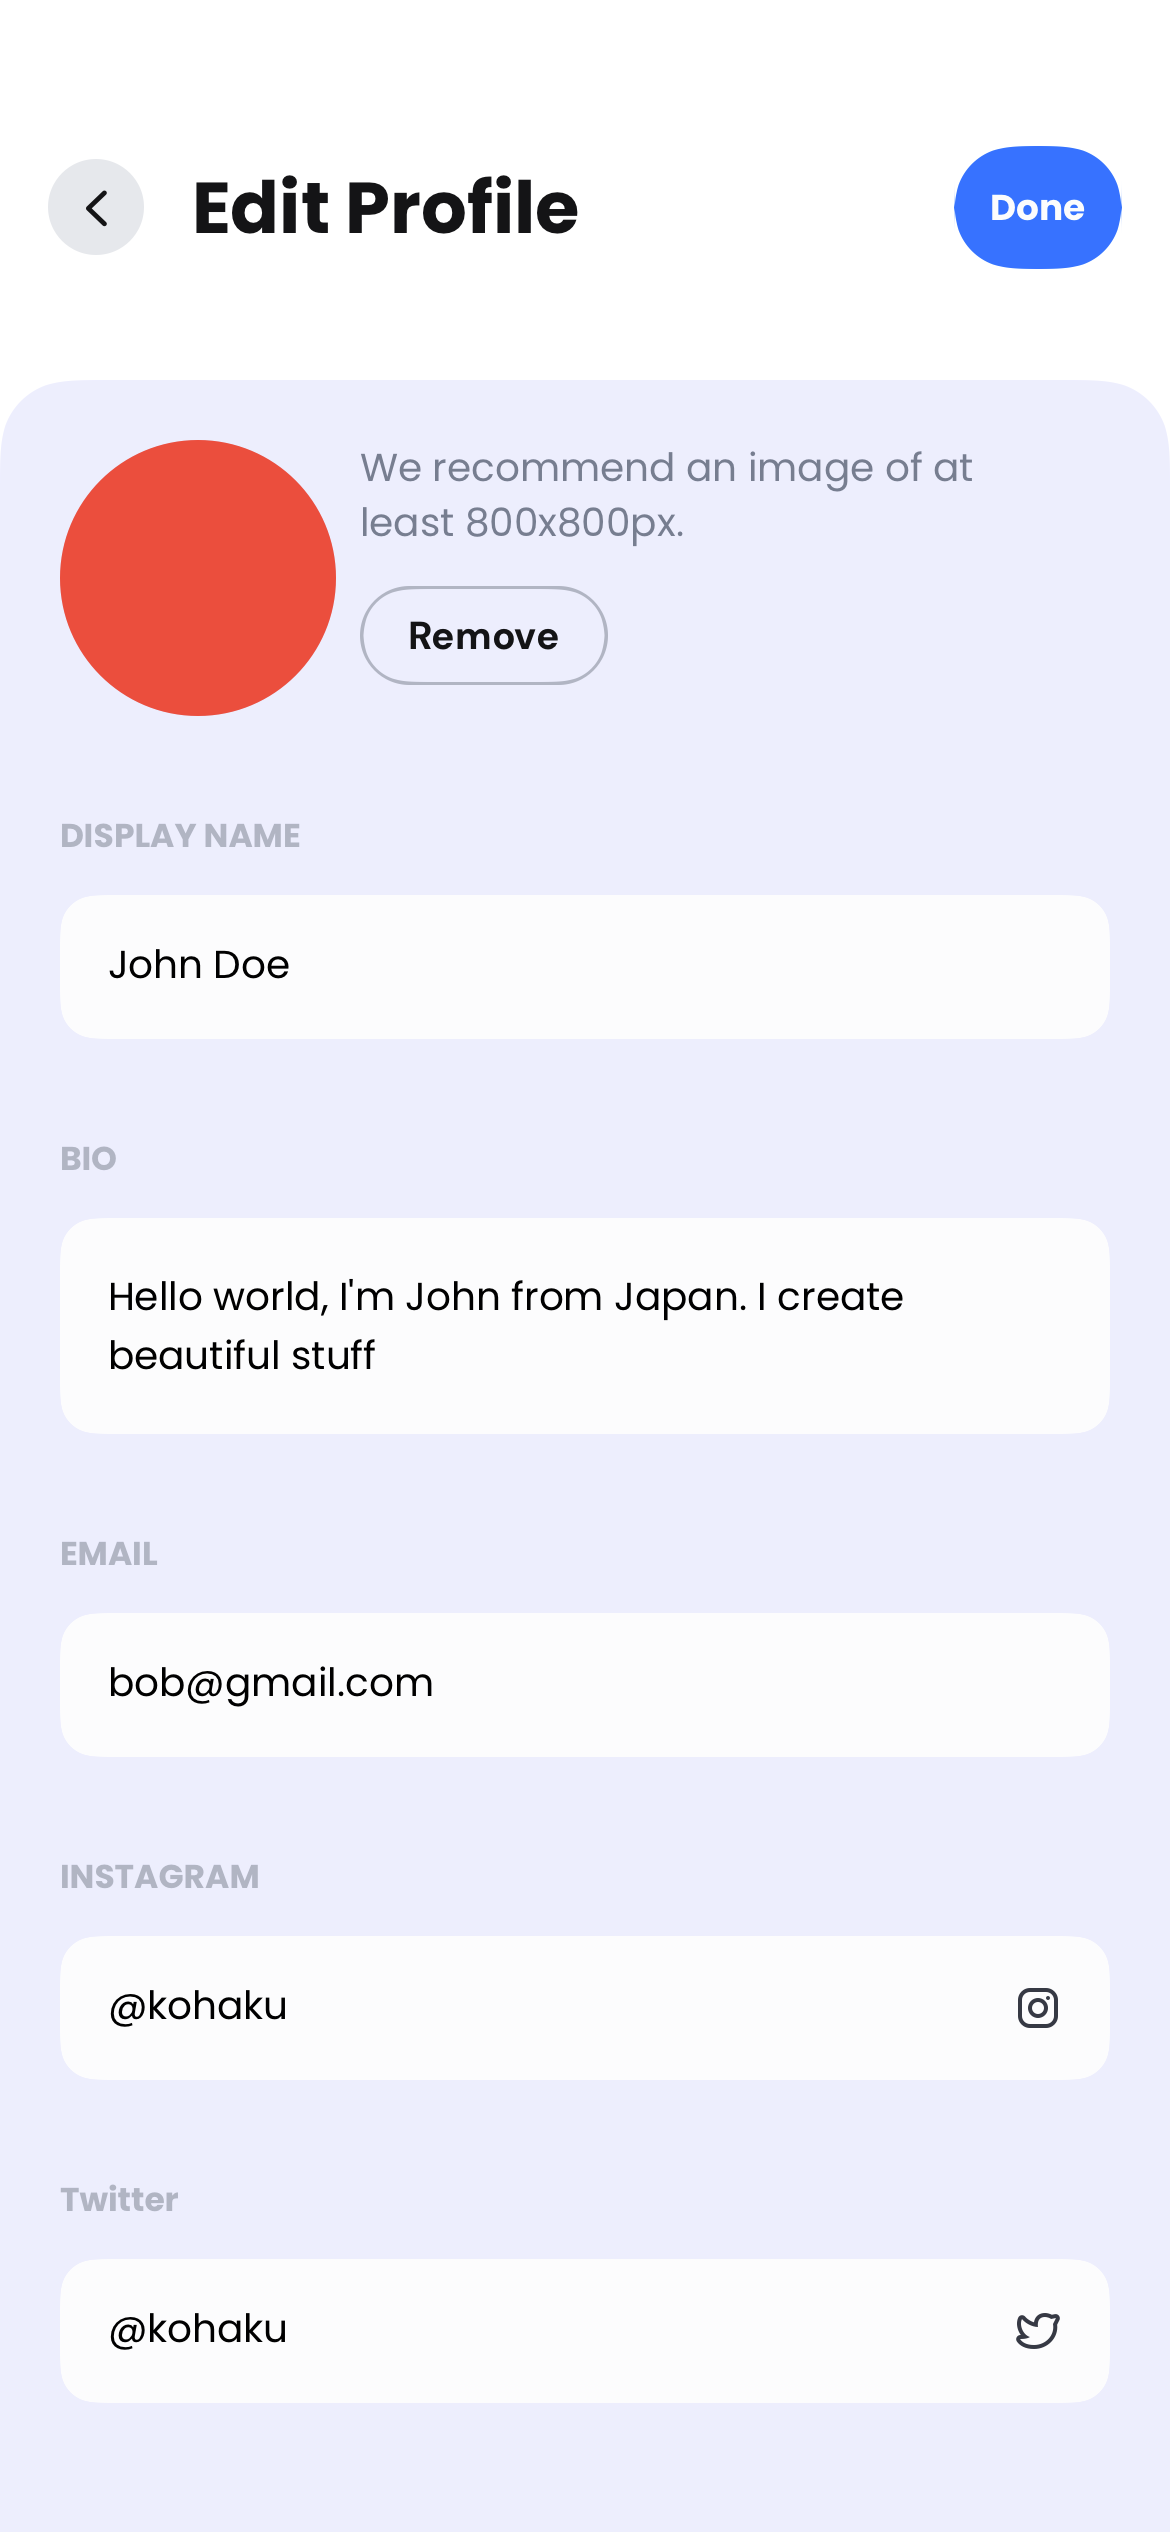 Edit Profile
Done
We recommend an image of at
least 800x800px.
Remove
DISPLAY NAME
John Doe
BIO
Hello world, I'm John from Japan. I create
beautiful stuff
EMAIL
bob@gmail.com
INSTAGRAM
@kohaku
Twitter
@kohaku